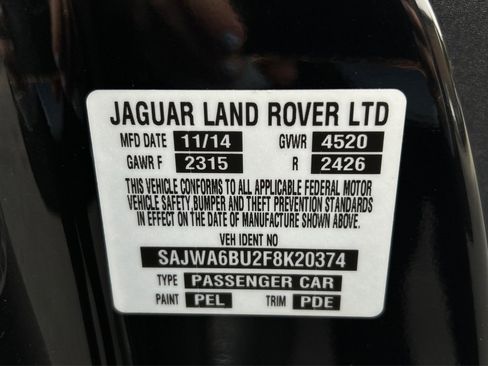 JAGUAR LAND ROVER LTD
MFD DATE 11/14 GVWR 4520
GAWR F 2315 R 2426
THIS VEHICLE CONFORMS TO ALL APPLICABLE FEDERAL MOTOR
VEHICLE SAFETY,BUMPER AND THEFT PREVENTION STANDARDS
IN EFFECT ON THE DATE OF MANUFACTURE SHOWN ABOVE.
VEH IDENT NO
SAJWA6BU2F8K20374
TYPE PASSENGER CAR
PAINT PEL TRIM PDE